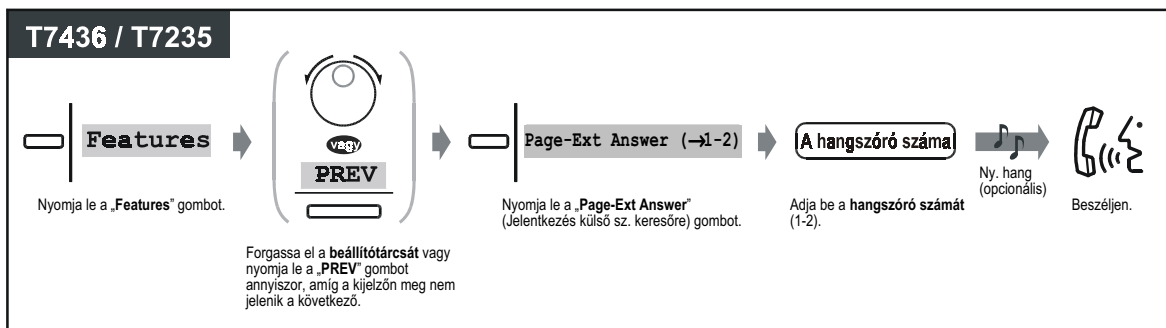 T7436 / T7235
Features
Nyomja le a „Features” gombot.
vagy
PREV
Forgassa el a beállítótárcsát vagy
nyomja le a „PREV” gombot
annyiszor, amíg a kijelzőn meg nem
jelenik a következő.
Page-Ext Answer (→1-2)
Nyomja le a „Page-Ext Answer”
(Jelentkezés külső sz. keresőre) gombot.
A hangszóró száma
Adja be a hangszóró számát
(1-2).
Ny. hang
(opcionális)
Beszéljen.